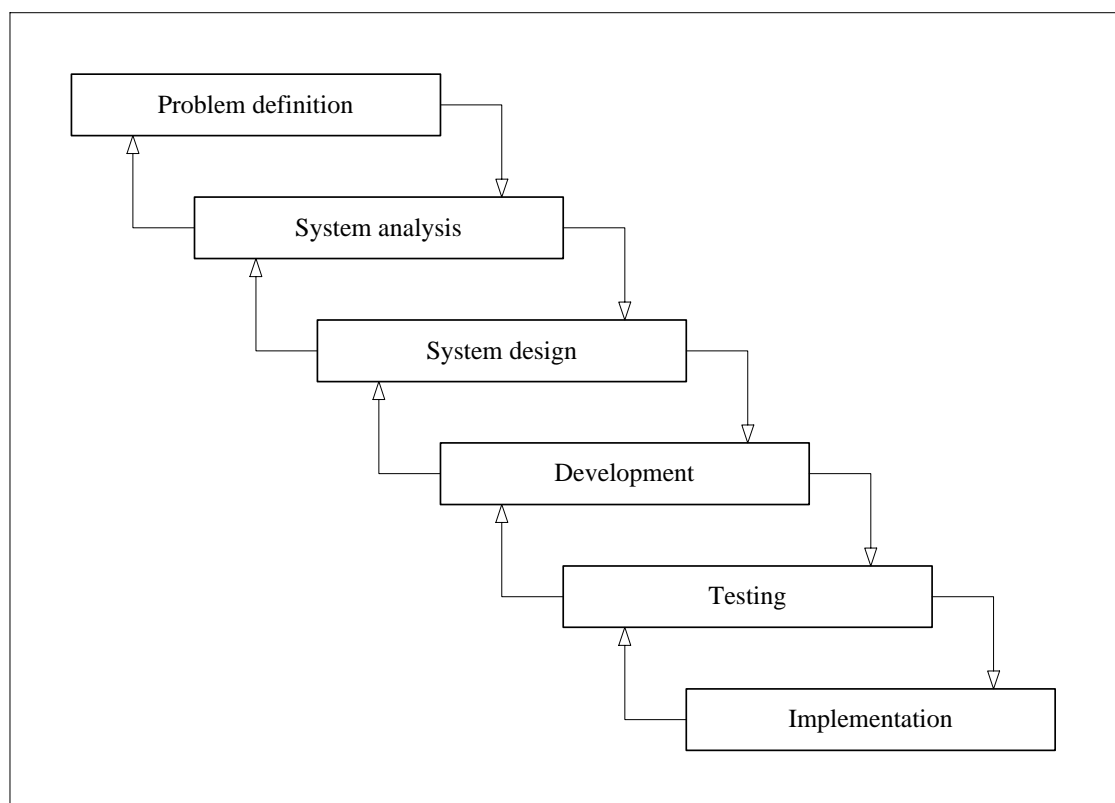 Problem definition
System analysis
System design
Development
Testing
Implementation